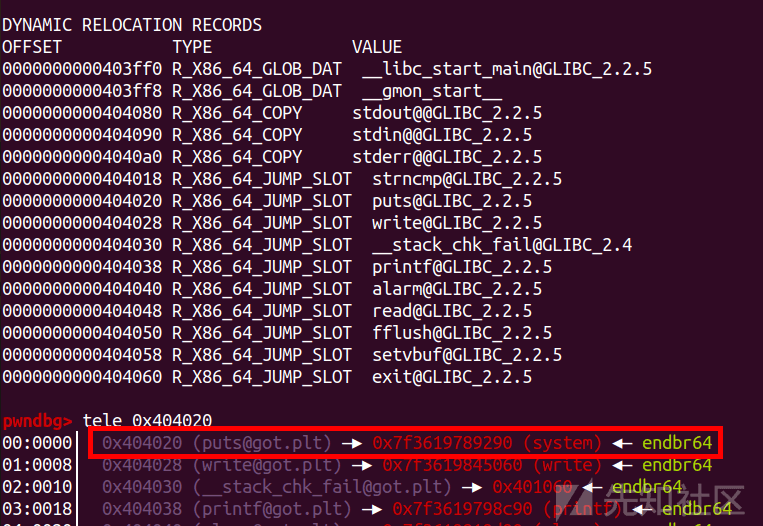 DYNAMIC RELOCATION RECORDS
OFFSET TYPE VALUE
0000000000403ff0 R_X86_64_GLOB_DAT __libc_start_main@GLIBC_2.2.5
0000000000403ff8 R_X86_64_GLOB_DAT __gmon_start__
0000000000404080 R_X86_64_COPY stdout@@GLIBC_2.2.5
0000000000404090 R_X86_64_COPY stdin@@GLIBC_2.2.5
00000000004040a0 R_X86_64_COPY stderr@@GLIBC_2.2.5
0000000000404018 R_X86_64_JUMP_SLOT strncmp@GLIBC_2.2.5
0000000000404020 R_X86_64_JUMP_SLOT puts@GLIBC_2.2.5
0000000000404028 R_X86_64_JUMP_SLOT write@GLIBC_2.2.5
0000000000404030 R_X86_64_JUMP_SLOT __stack_chk_fail@GLIBC_2.4
0000000000404038 R_X86_64_JUMP_SLOT printf@GLIBC_2.2.5
0000000000404040 R_X86_64_JUMP_SLOT alarm@GLIBC_2.2.5
0000000000404048 R_X86_64_JUMP_SLOT read@GLIBC_2.2.5
0000000000404050 R_X86_64_JUMP_SLOT fflush@GLIBC_2.2.5
0000000000404058 R_X86_64_JUMP_SLOT setvbuf@GLIBC_2.2.5
0000000000404060 R_X86_64_JUMP_SLOT exit@GLIBC_2.2.5
pwndbg> tele 0x404020
00:0000│ 0x404020 (puts@got.plt) —▸ 0x7f3619789290 (system) ◂— endbr64
01:0008│ 0x404028 (write@got.plt) —▸ 0x7f3619845060 (write) ◂— endbr64
02:0010│ 0x404030 (__stack_chk_fail@got.plt) —▸ 0x401060 ◂— endbr64
03:0018│ 0x404038 (printf@got.plt) —▸ 0x7f3619798c90 (printf) ◂— endbr64
先知社区